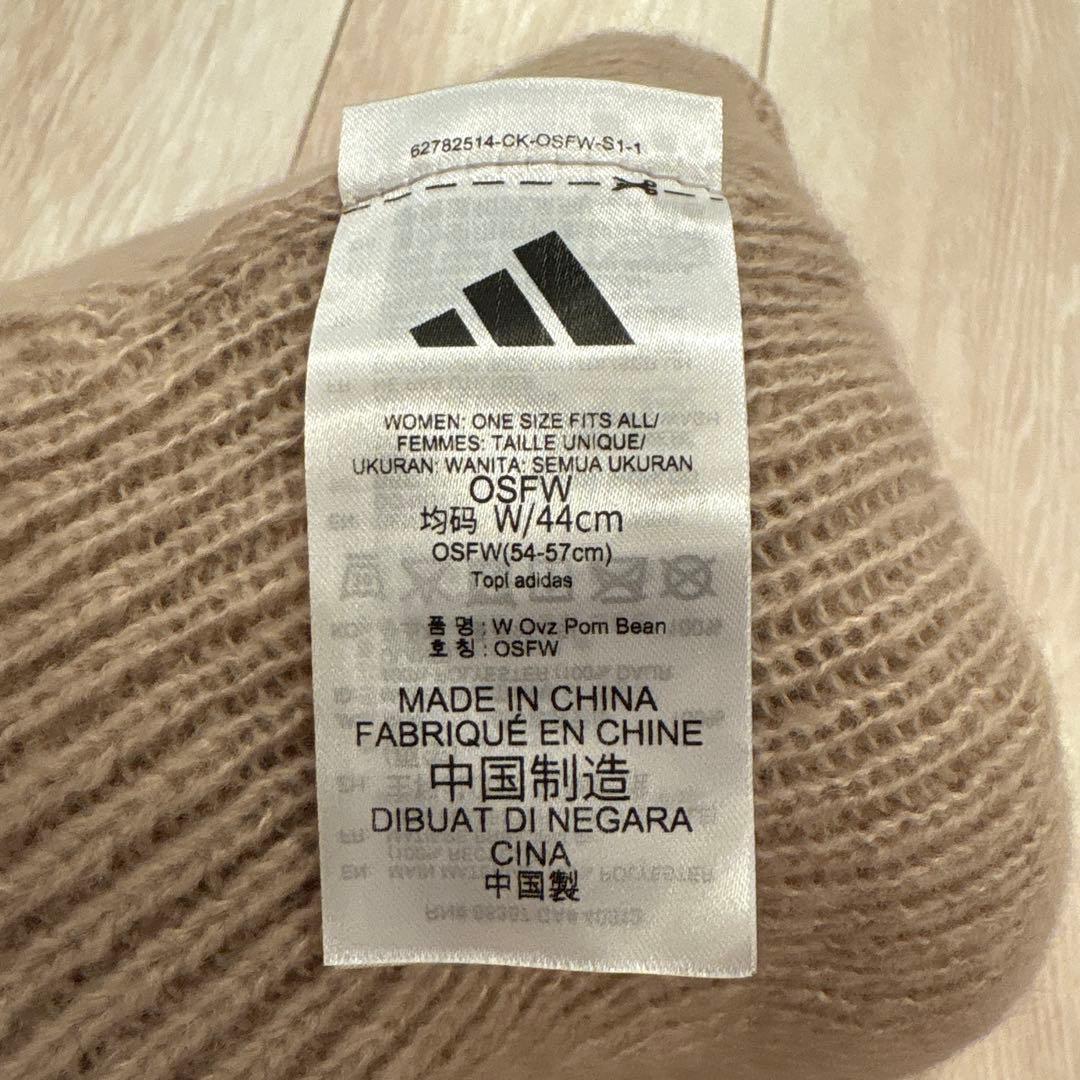 62782514-CK-OSFW-S1-1
WOMEN: ONE SIZE FITS ALL/
FEMMES: TAILLE UNIQUE/
UKURAN: WANITA: SEMUA UKURAN
OSFW
均码 W/44cm
OSFW(54-57cm)
Topi adidas
품 명 : W Ovz Pom Bean
호 칭 : OSFW
MADE IN CHINA
FABRIQUÉ EN CHINE
中国制造
DIBUAT DI NEGARA
CINA
中国製